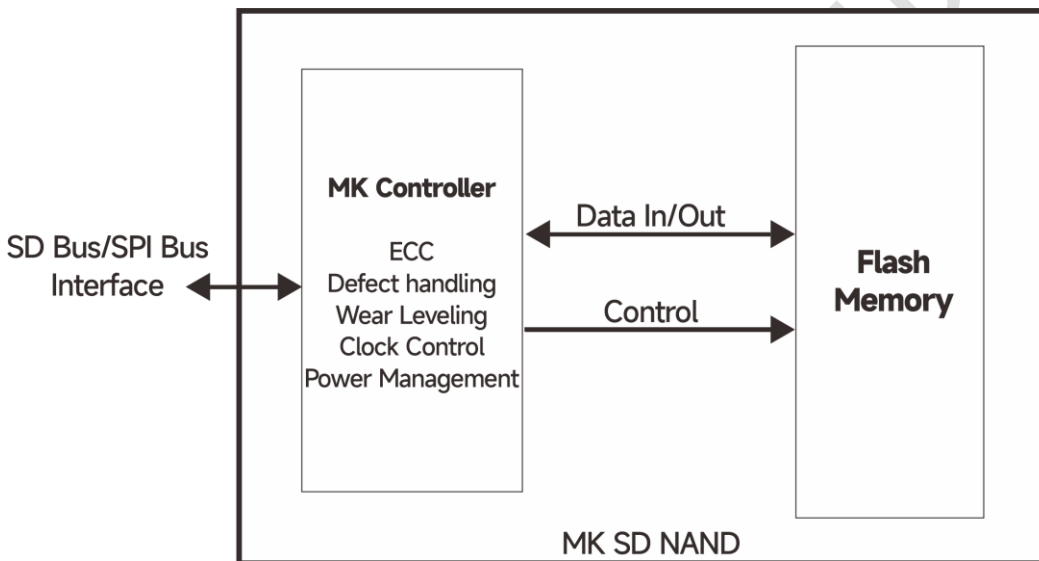 SD Bus/SPI Bus
Interface
MK Controller
ECC
Defect handling
Wear Leveling
Clock Control
Power Management
Data In/Out
Control
Flash
Memory
MK SD NAND